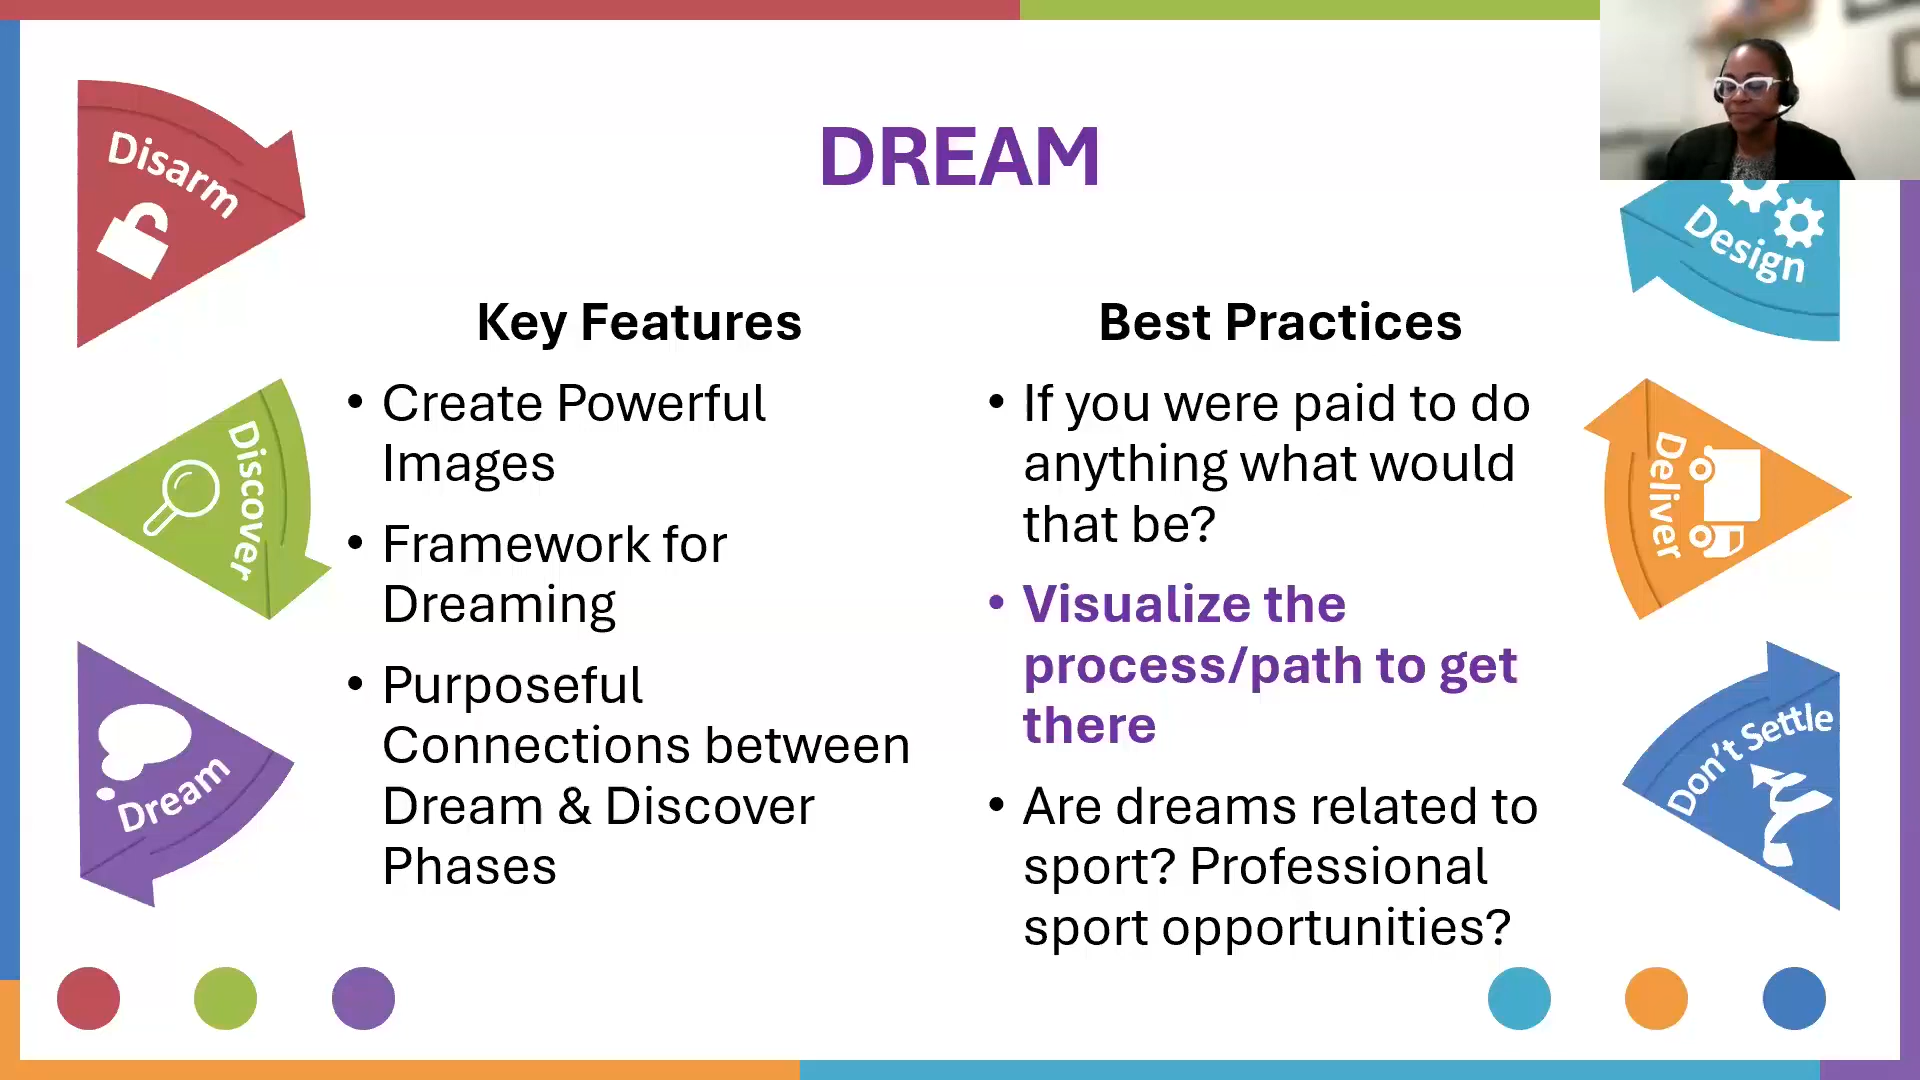 DREAM
Disarm
Discover
Dream
Key Features
• Create Powerful
Images
• Framework for
Dreaming
• Purposeful
Connections between
Dream & Discover
Phases
Best Practices
• If you were paid to do
anything what would
that be?
• Visualize the
process/path to get
there
• Are dreams related to
sport? Professional
sport opportunities?
Design
Deliver
Don't Settle